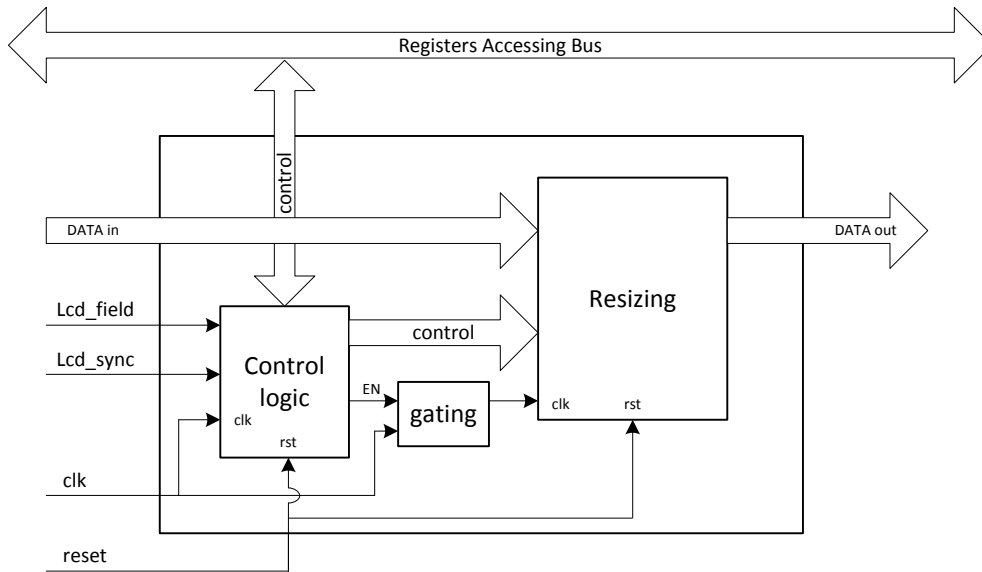 Registers Accessing Bus
control
DATA in
DATA out
Lcd_field
Resizing
control
Lcd_sync
Control
logic
EN
gating
clk
clk
rst
rst
clk
reset